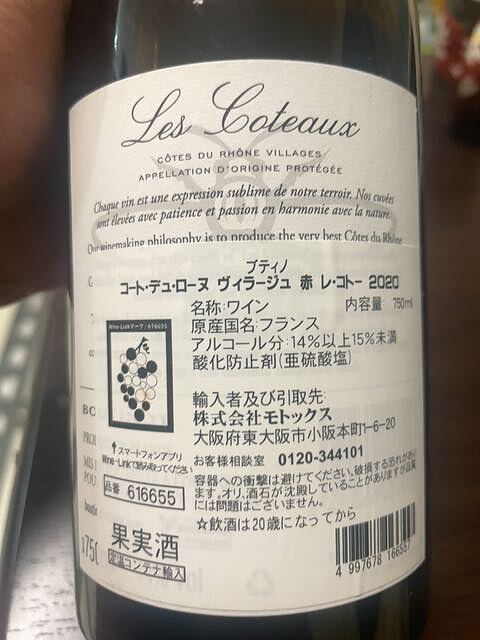 Les Coteaux
CÔTES DU RHÔNE VILLAGES
APPELLATION D'ORIGINE PROTÉGÉE
Chaque vin est une expression sublime de notre terroir. Nos cuvées
sont élevées avec patience et passion en harmonie avec la nature.
Our winemaking philosophy is to produce the very best Côtes du Rhône
ブティノ
コート・デュ・ローヌ ヴィラージュ 赤 レ・コトー 2020
名称:ワイン 内容量: 750ml
原産国名:フランス
アルコール分:14%以上15%未満
酸化防止剤(亜硫酸塩)
Wine-Linkマーク:616655
輸入者及び引取先:
株式会社モトックス
大阪府東大阪市小阪本町1-6-20
お客様相談室 0120-344101
↑スマートフォンアプリ
Wine-Linkで読み取ってください
品番 616655
容器への衝撃は避けてください。破損する恐れがあり
ます。オリ、酒石が沈殿していることがありますが品質
には問題はございません。
☆飲酒は20歳になってから
果実酒
定温コンテナ輸入
4 997678 166557